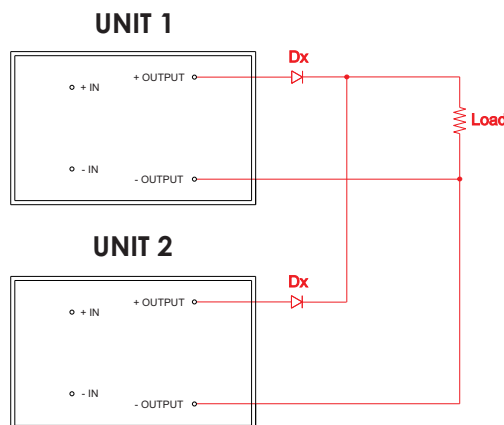 UNIT 1
Dx
+ OUTPUT
+ IN
Load
- IN
- OUTPUT
UNIT 2
Dx
+ OUTPUT
+ IN
- IN
- OUTPUT